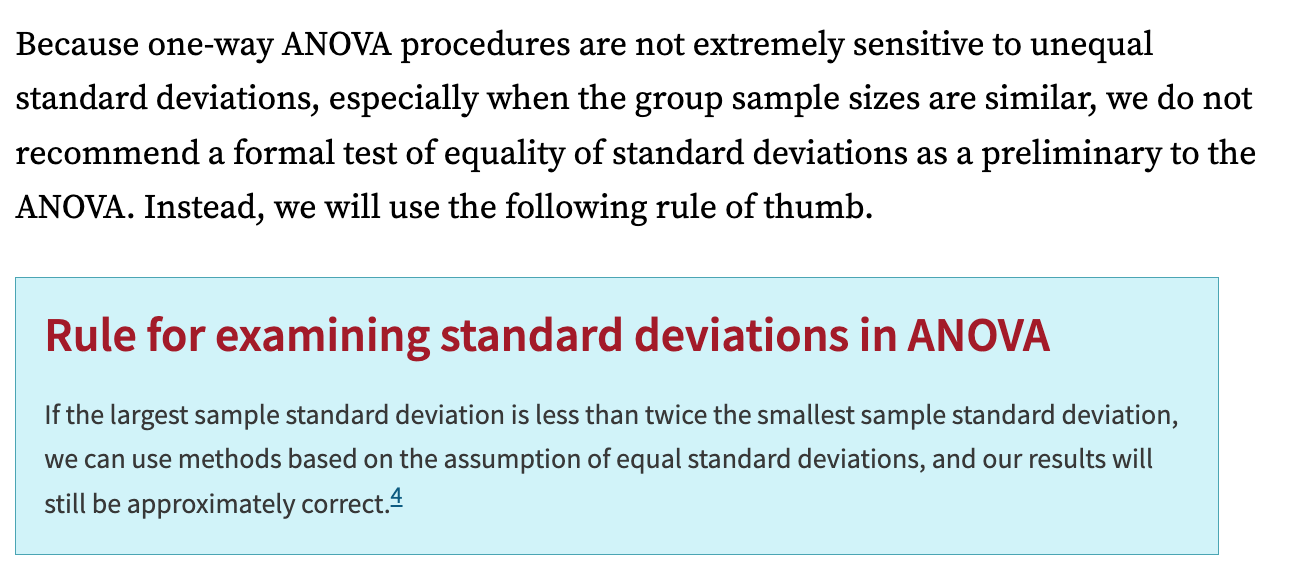 Because one-way ANOVA procedures are not extremely sensitive to unequal
standard deviations, especially when the group sample sizes are similar, we do not
recommend a formal test of equality of standard deviations as a preliminary to the
ANOVA. Instead, we will use the following rule of thumb.
Rule for examining standard deviations in ANOVA
If the largest sample standard deviation is less than twice the smallest sample standard deviation,
we can use methods based on the assumption of equal standard deviations, and our results will
still be approximately correct.4